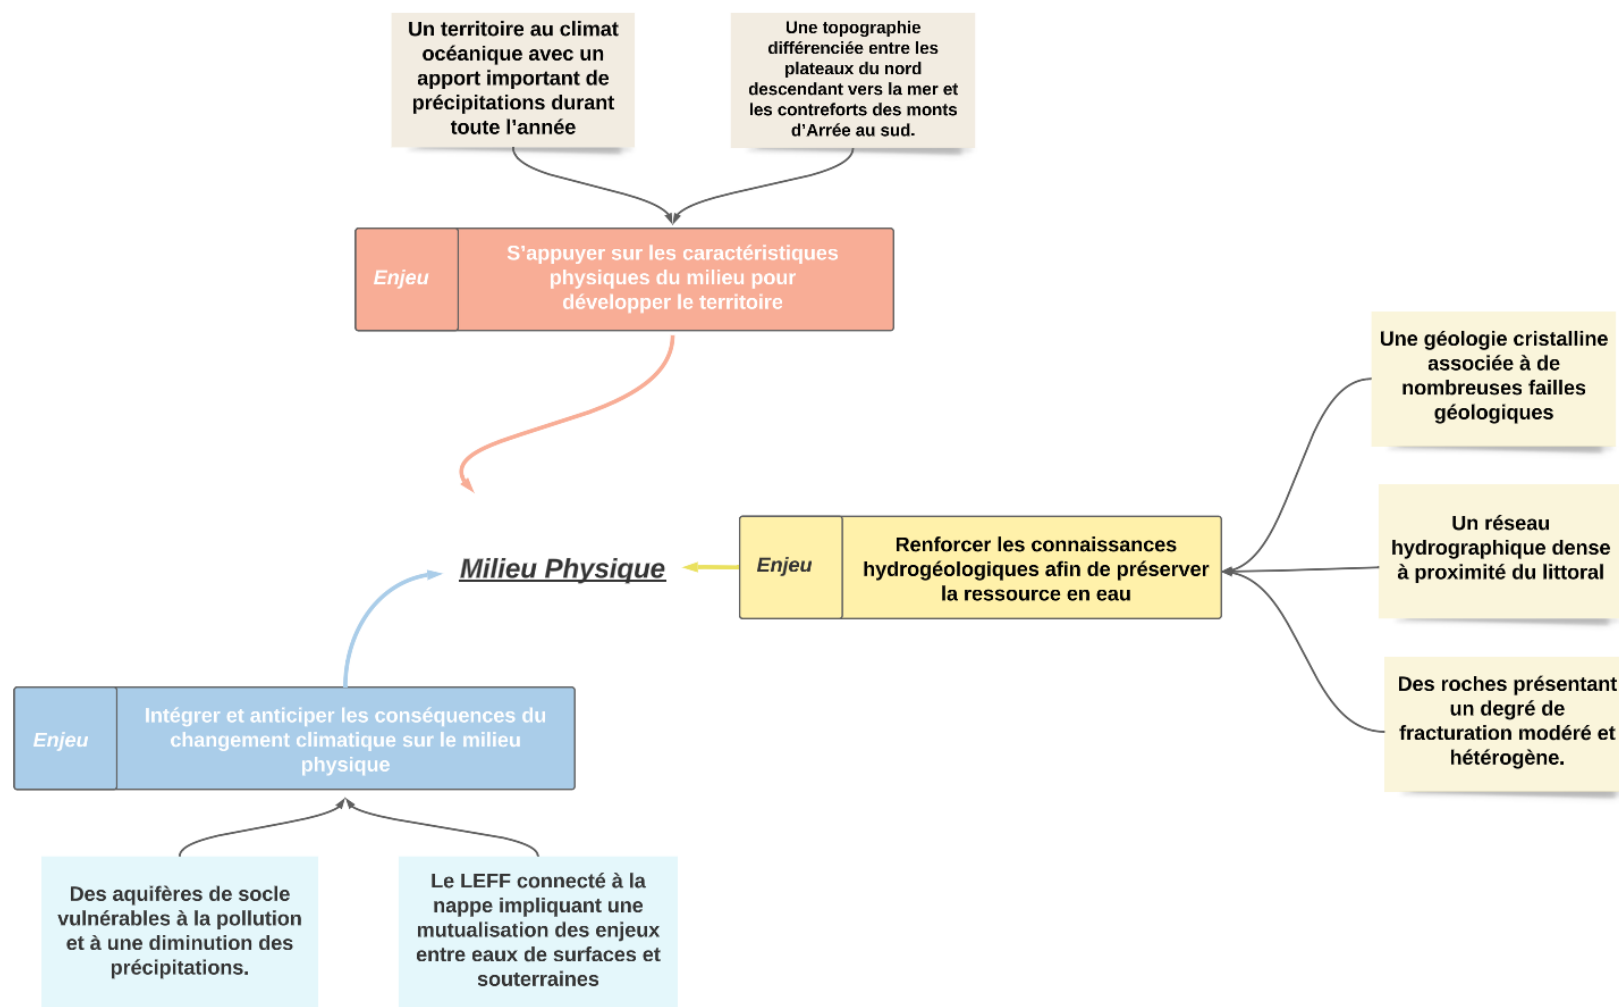 Un territoire au climat
océanique avec un
apport important de
précipitations durant
toute l’année
Une topographie
différenciée entre les
plateaux du nord
descendant vers la mer et
les contreforts des monts
d’Arrée au sud.
Enjeu
S’appuyer sur les caractéristiques
physiques du milieu pour
développer le territoire
Une géologie cristalline
associée à de
nombreuses failles
géologiques
Un réseau
hydrographique dense
à proximité du littoral
Des roches présentant
un degré de
fracturation modéré et
hétérogène.
Enjeu
Renforcer les connaissances
hydrogéologiques afin de préserver
la ressource en eau
Milieu Physique
Enjeu
Intégrer et anticiper les conséquences du
changement climatique sur le milieu
physique
Des aquifères de socle
vulnérables à la pollution
et à une diminution des
précipitations.
Le LEFF connecté à la
nappe impliquant une
mutualisation des enjeux
entre eaux de surfaces et
souterraines